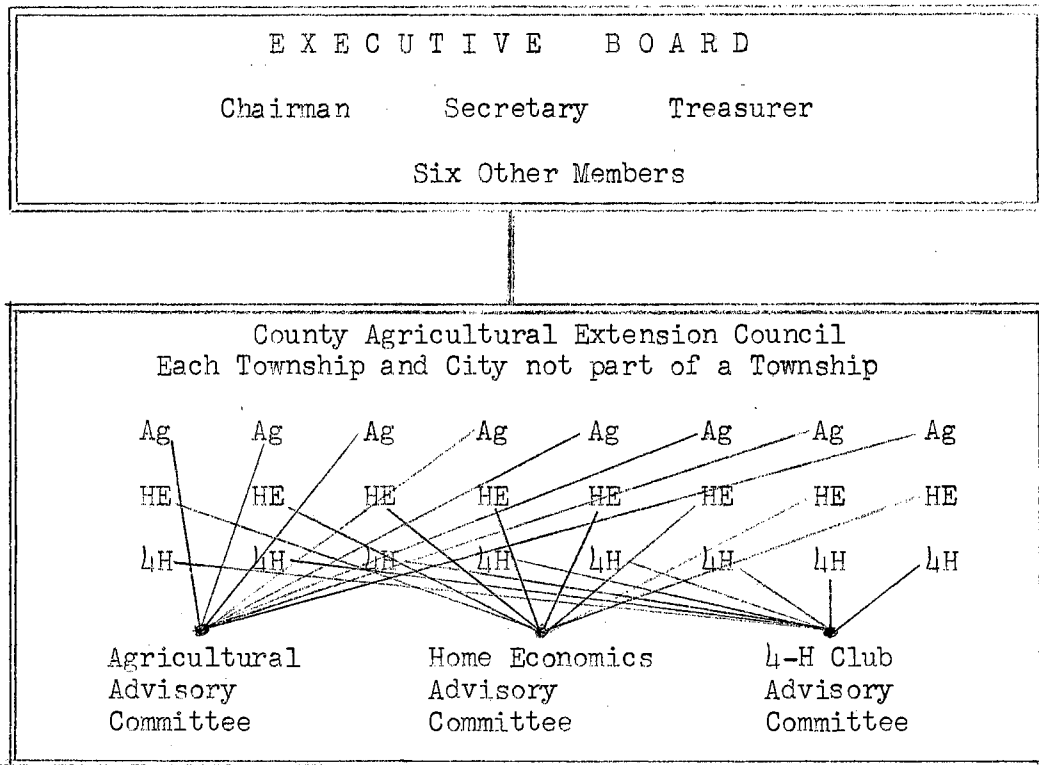 EXECUTIVE BOARD
Chairman Secretary Treasurer
Six Other Members
County Agricultural Extension Council
Each Township and City not part of a Township
Ag Ag Ag Ag Ag Ag Ag Ag
HE HE HE HE HE HE HE HE
4H 4H 4H 4H 4H 4H 4H 4H
Agricultural Home Economics 4-H Club
Advisory Advisory Advisory
Committee Committee Committee